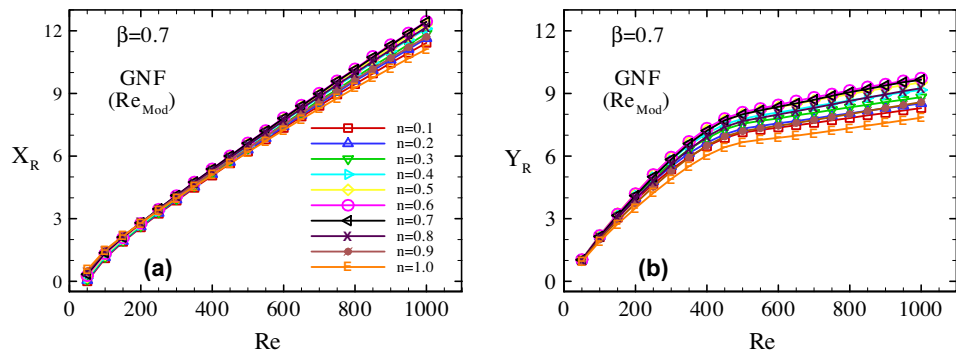 β=0.7
GNF
(Re_Mod)
X_R
12
9
6
3
0
n=0.1
n=0.2
n=0.3
n=0.4
n=0.5
n=0.6
n=0.7
n=0.8
n=0.9
n=1.0
(a)
0 200 400 600 800 1000
Re
β=0.7
GNF
(Re_Mod)
Y_R
12
9
6
3
0
(b)
0 200 400 600 800 1000
Re